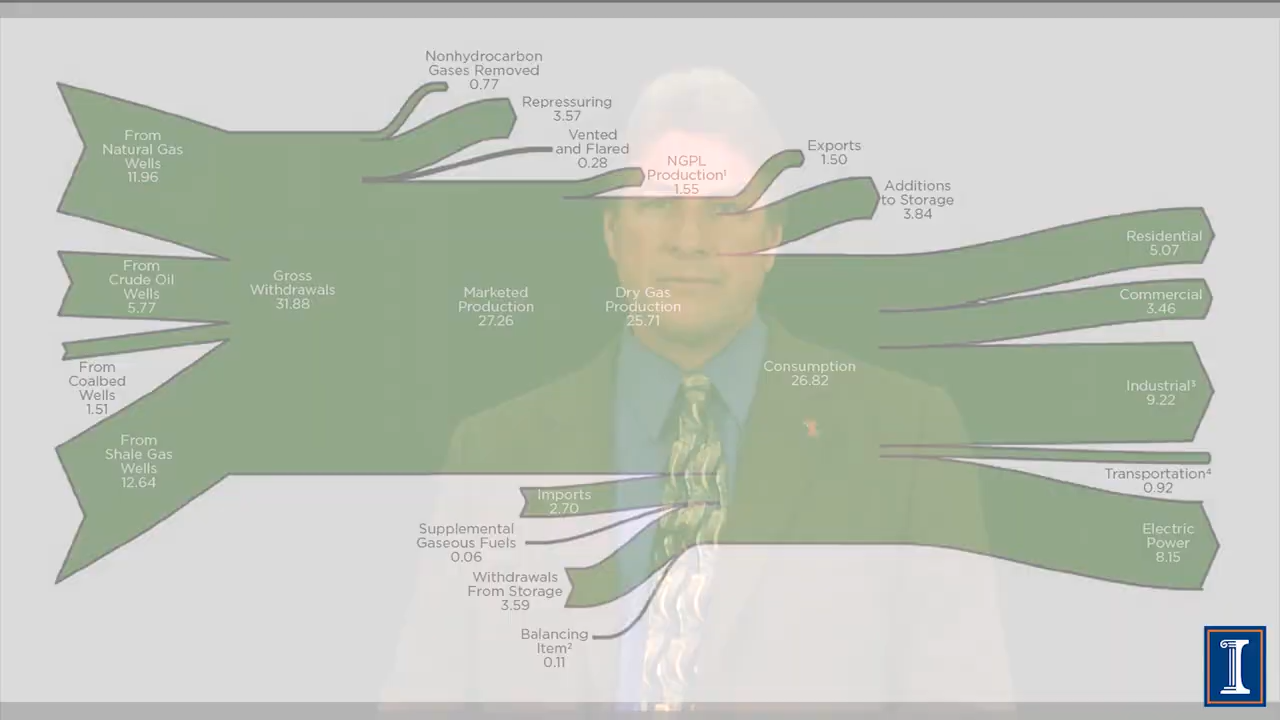 Nonhydrocarbon
Gases Removed
0.77
Repressuring
3.57
Vented
and Flared
0.28
NGPL
Production¹
1.55
Exports
1.50
Additions
to Storage
3.84
From
Natural Gas
Wells
11.96
From
Crude Oil
Wells
5.77
From
Coalbed
Wells
1.51
From
Shale Gas
Wells
12.64
Gross
Withdrawals
31.88
Marketed
Production
27.26
Dry Gas
Production
25.71
Consumption
26.82
Residential
5.07
Commercial
3.46
Industrial³
9.22
Transportation⁴
0.92
Electric
Power
8.15
Imports
2.70
Supplemental
Gaseous Fuels
0.06
Withdrawals
From Storage
3.59
Balancing
Item²
0.11
I